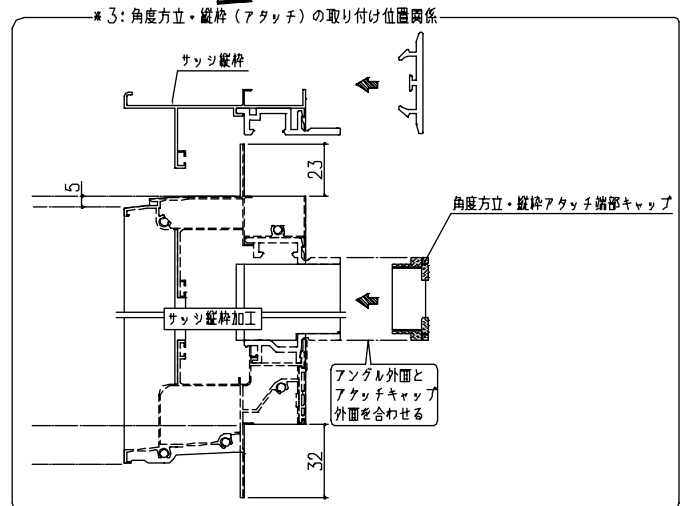 ※3：角度方立・縦枠（アタッチ）の取り付け位置関係
サッシ縦枠
23
5
角度方立・縦枠アタッチ端部キャップ
サッシ縦枠加工
アングル外面と
アタッチキャップ
外面を合わせる
32